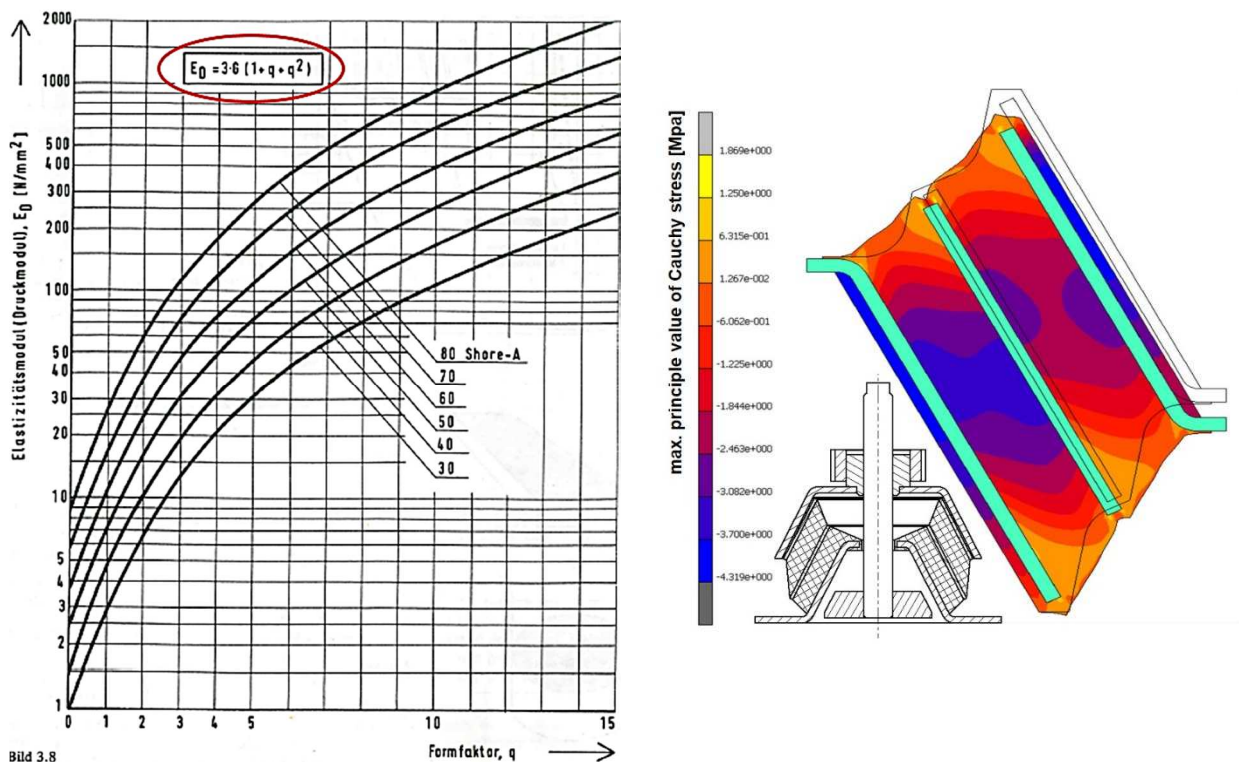 2000
1000
500
400
300
200
100
50
40
30
20
10
5
4
3
2
1
Elastizitätsmodul (Druckmodul), E_D [N/mm²]
E_D = 3·6 (1+q+q²)
80 Shore-A
70
60
50
40
30
0 1 2 3 4 5 10 15
Formfaktor, q
Bild 3.8
max. principle value of Cauchy stress [Mpa]
1.869e+000
1.250e+000
6.315e-001
1.267e-002
-6.062e-001
-1.225e+000
-1.844e+000
-2.463e+000
-3.082e+000
-3.700e+000
-4.319e+000